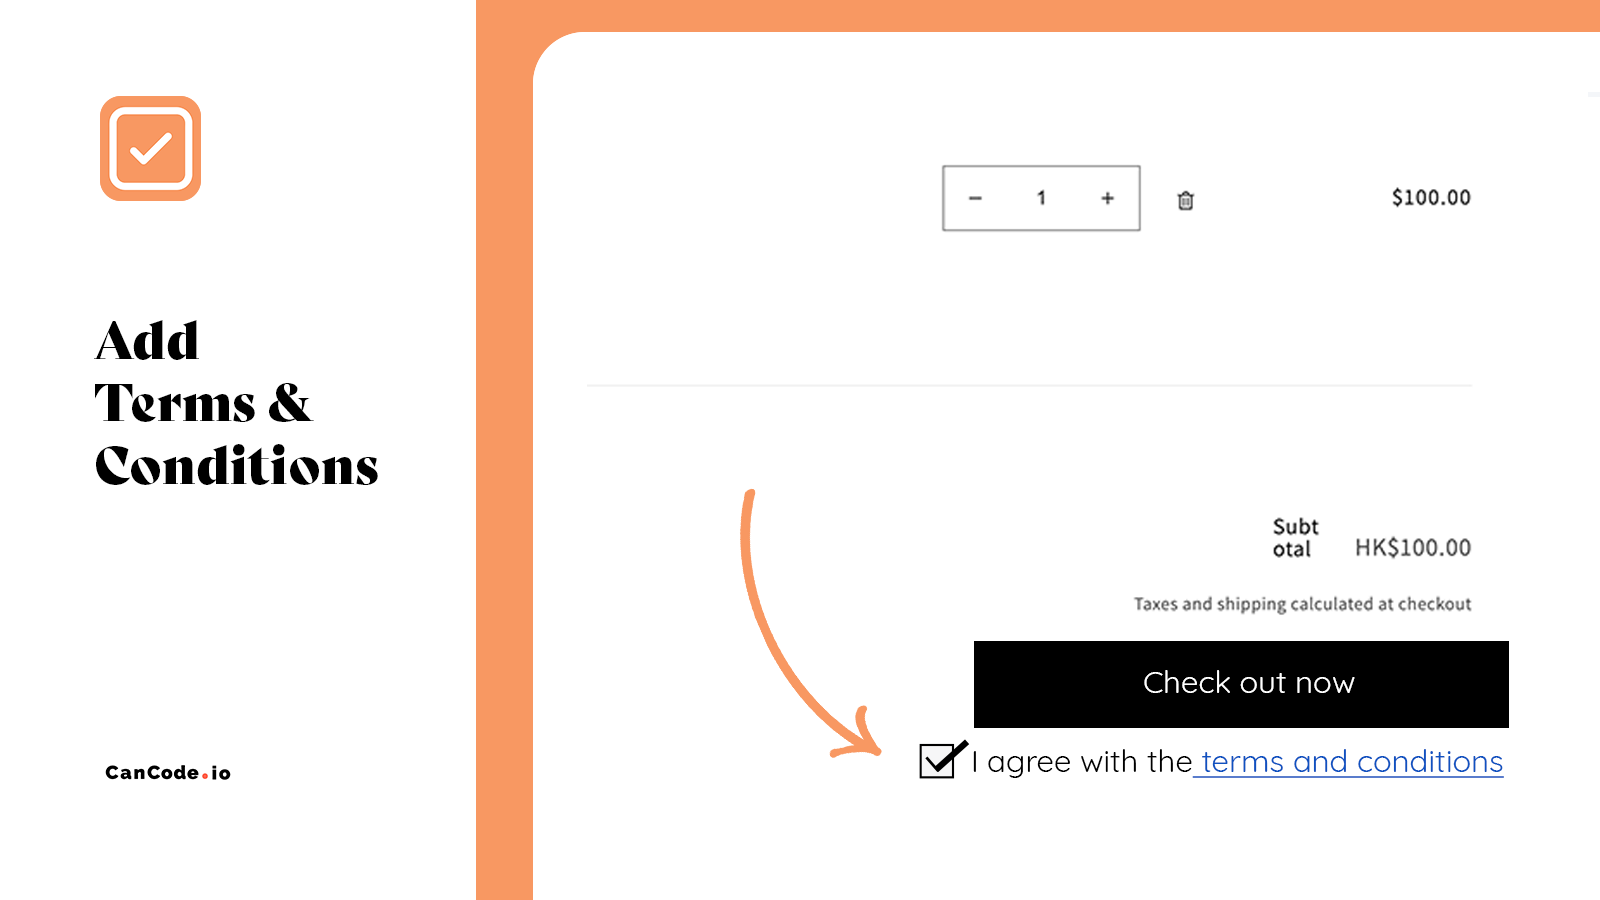 Add
Terms &
Conditions
CanCode.io
− 1 +
$100.00
Subt
otal
HK$100.00
Taxes and shipping calculated at checkout
Check out now
I agree with the terms and conditions